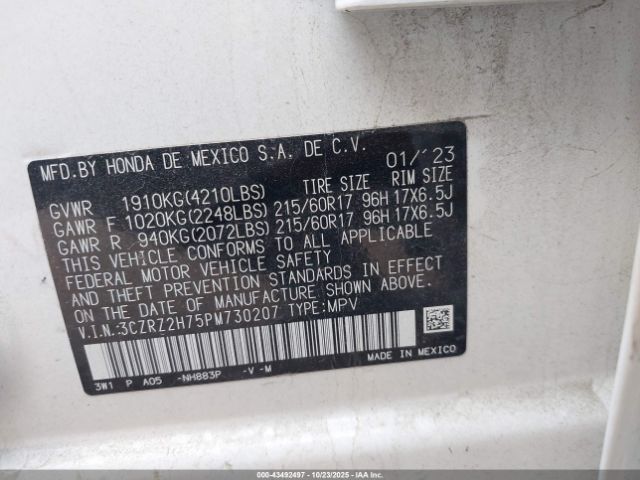 MFD.BY HONDA DE MEXICO S.A. DE C.V. 01/'23
TIRE SIZE RIM SIZE
GVWR 1910KG(4210LBS)
GAWR F 1020KG(2248LBS) 215/60R17 96H 17X6.5J
GAWR R 940KG(2072LBS) 215/60R17 96H 17X6.5J
THIS VEHICLE CONFORMS TO ALL APPLICABLE
FEDERAL MOTOR VEHICLE SAFETY
AND THEFT PREVENTION STANDARDS IN EFFECT
ON THE DATE OF MANUFACTURE SHOWN ABOVE.
V.I.N.:3CZRZ2H75PM730207 TYPE:MPV
MADE IN MEXICO
3W1 P A05 -NH883P -V -M
000-43492497 - 10/23/2025 - IAAI.com